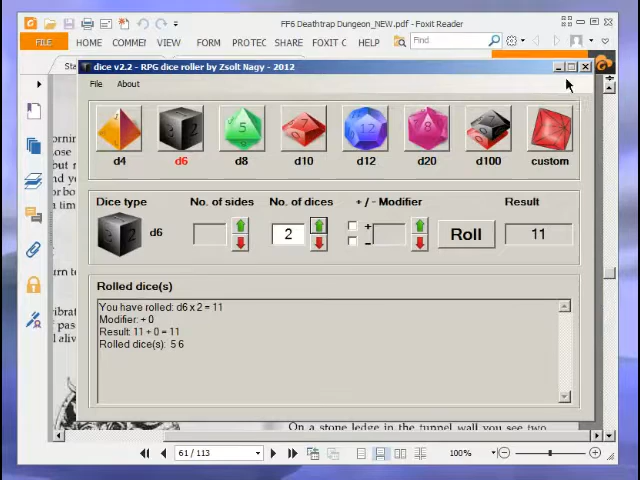 FF6 Deathtrap Dungeon_NEW.pdf - Foxit Reader
FILE HOME COMMEN VIEW FORM PROTEC SHARE FOXIT C HELP Find
Sta
dice v2.2 - RPG dice roller by Zsolt Nagy - 2012
File About
d4 d6 d8 d10 d12 d20 d100 custom
Dice type No. of sides No. of dices + / - Modifier Result
d6 2 + - Roll 11
Rolled dice(s)
You have rolled: d6 x 2 = 11
Modifier: + 0
Result: 11 + 0 = 11
Rolled dice(s): 5 6
On a stone ledge in the tunnel wall you see two
61 / 113 100%